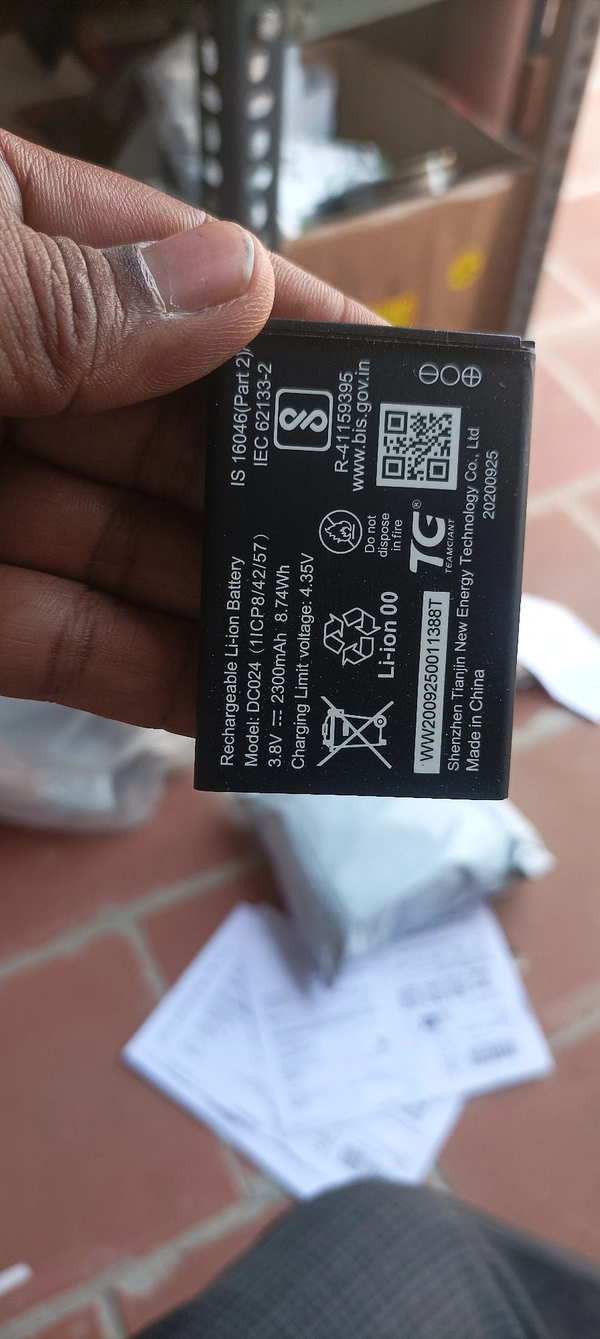 Rechargeable Li-ion Battery
Model: DC024 (1ICP8/42/57)
3.8V ⎓ 2300mAh 8.74Wh
Charging Limit voltage: 4.35V
IS 16046(Part 2)/
IEC 62133-2
R-41159395
www.bis.gov.in
Do not
dispose
in fire
Li-ion 00
TG®
TEAMGIANT
WW2009250011388T
Shenzhen Tianjin New Energy Technology Co., Ltd
Made in China
20200925